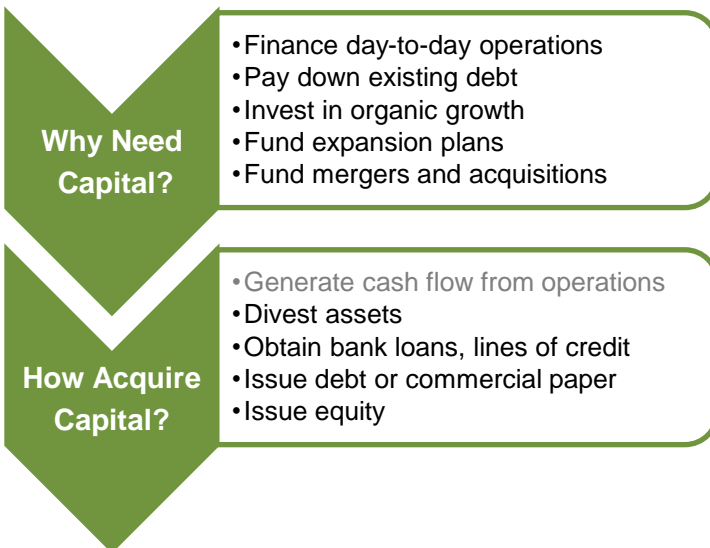 Why Need
Capital?
•Finance day-to-day operations
•Pay down existing debt
•Invest in organic growth
•Fund expansion plans
•Fund mergers and acquisitions
How Acquire
Capital?
•Generate cash flow from operations
•Divest assets
•Obtain bank loans, lines of credit
•Issue debt or commercial paper
•Issue equity